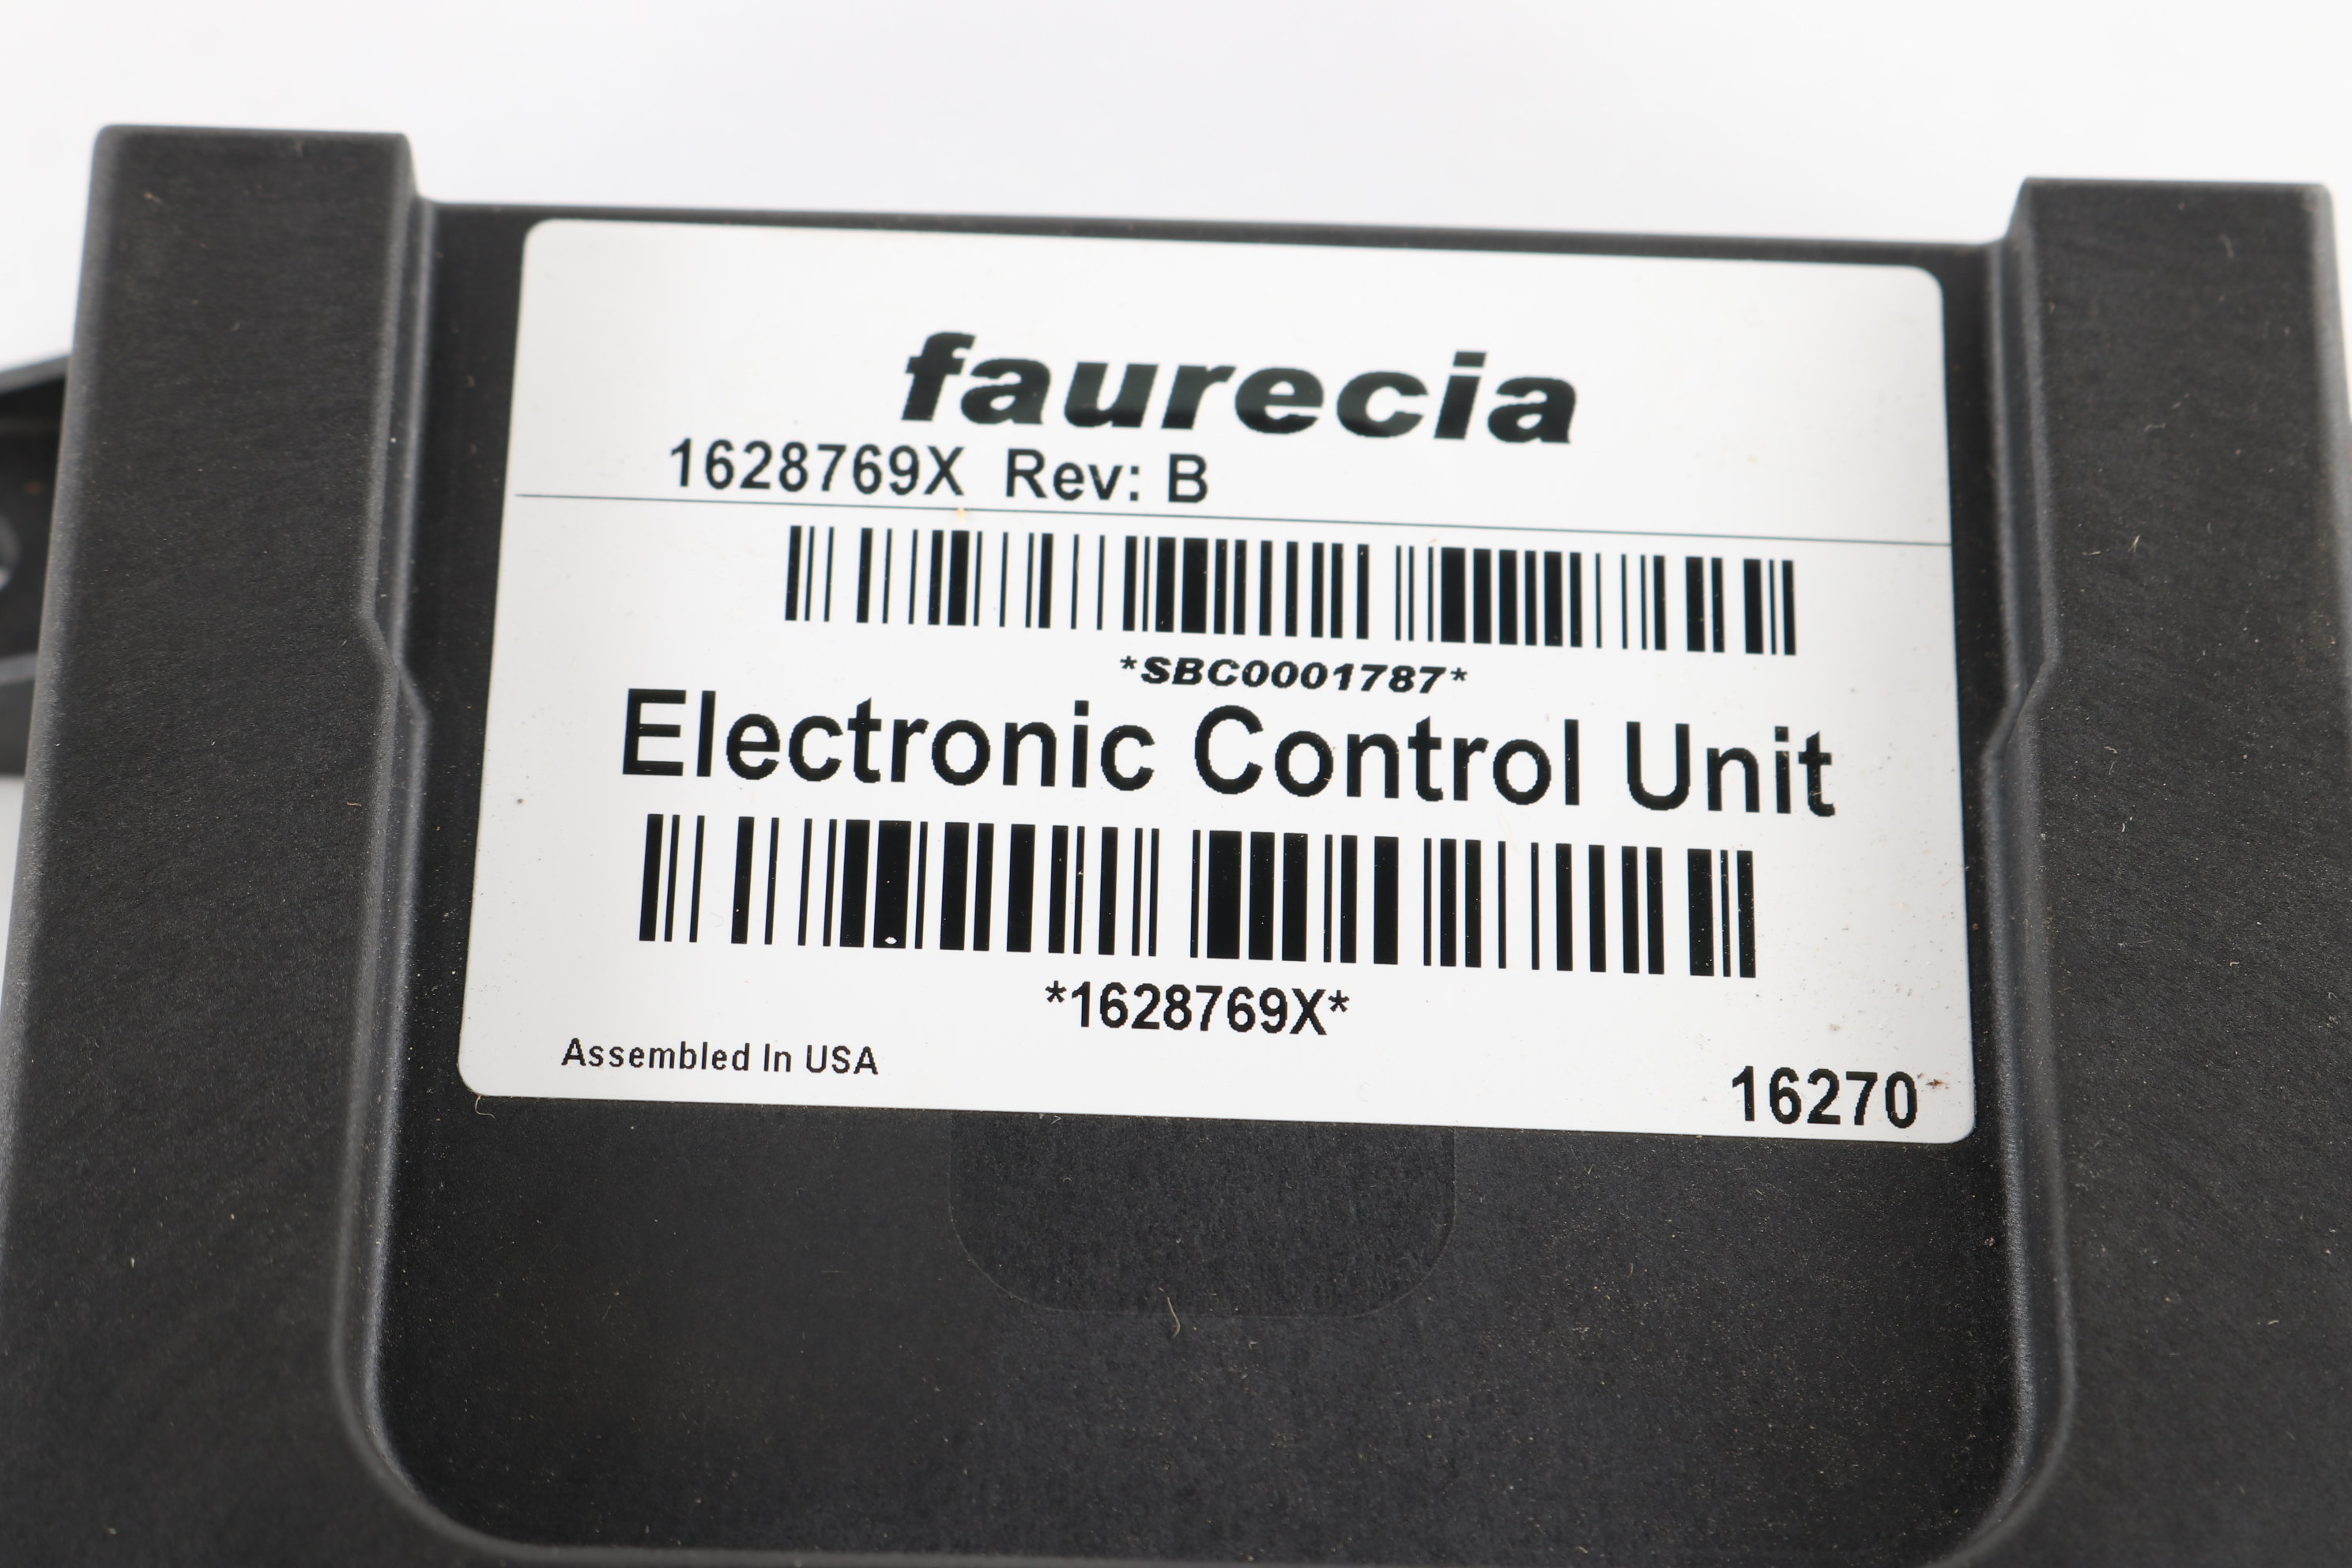 faurecia
1628769X Rev: B
*SBC0001787*
Electronic Control Unit
*1628769X*
Assembled In USA
16270